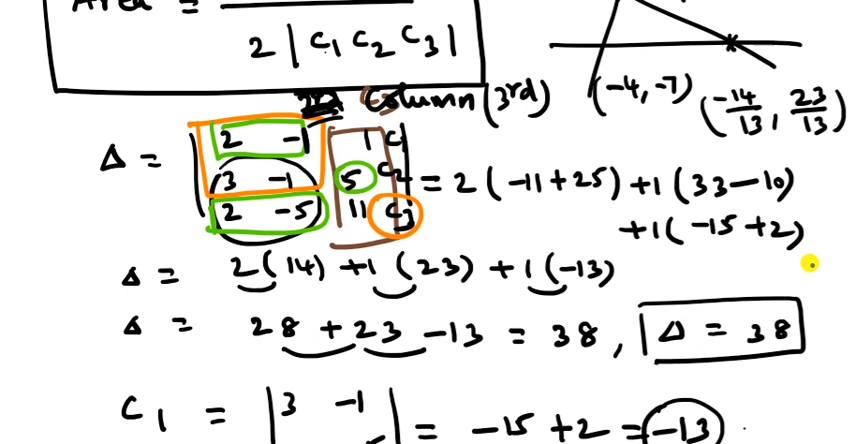 Area =
2 | C1 C2 C3 |
Column (3rd) (-4, -7) (-14/13, 23/13)
Δ = | 2 -1 1 C1
3 -1 5 C2
2 -5 11 C3 | = 2(-11+25) +1(33-10)
+1(-15+2)
Δ = 2(14) +1(23) +1(-13)
Δ = 28 + 23 -13 = 38, Δ = 38
C1 = | 3 -1 | = -15 +2 = -13